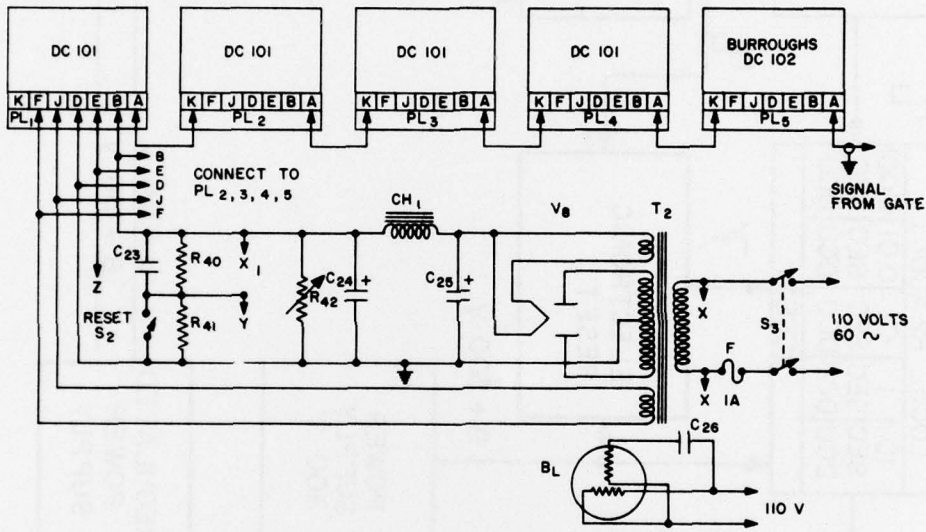 DC 101
DC 101
DC 101
DC 101
BURROUGHS
DC 102
K F J D E B A
K F J D E B A
K F J D E B A
K F J D E B A
K F J D E B A
PL1
PL2
PL3
PL4
PL5
B
E
D
J
F
CONNECT TO
PL 2, 3, 4, 5
SIGNAL
FROM GATE
CH1
V8
T2
C23
R40
X1
Z
R42
C24 +
C25 +
RESET
S2
R41
Y
X
S3
110 VOLTS
60 ~
F
X
1A
C26
BL
110 V